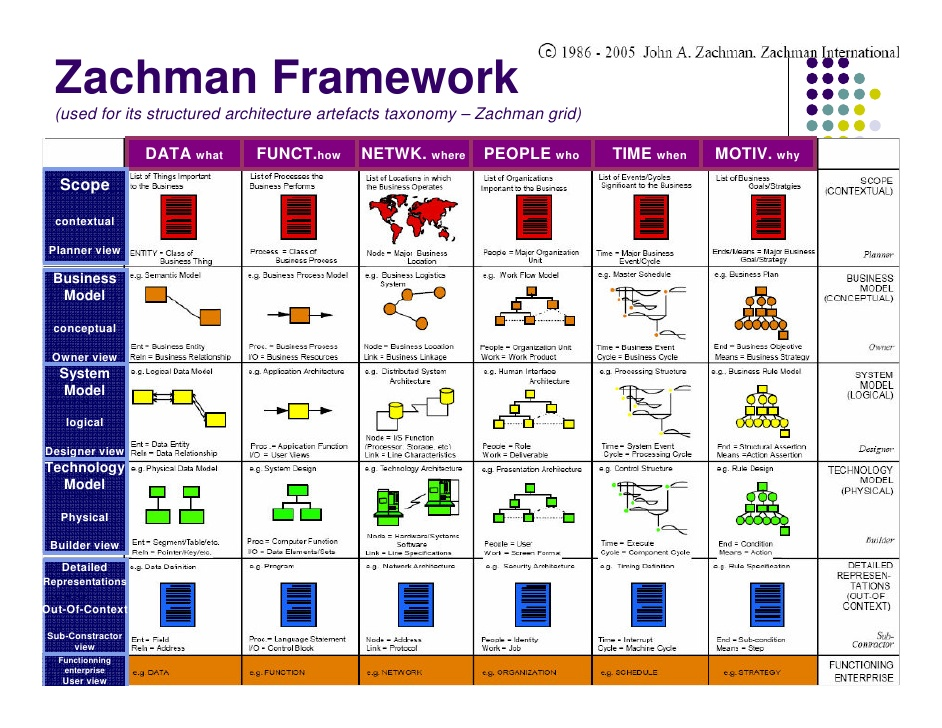 © 1986 - 2005 John A. Zachman, Zachman International
Zachman Framework
(used for its structured architecture artefacts taxonomy – Zachman grid)
DATA what
FUNCT.how
NETWK. where
PEOPLE who
TIME when
MOTIV. why
Scope
contextual
Planner view
List of Things Important
to the Business
ENTITY = Class of
Business Thing
List of Processes the
Business Performs
Process = Class of
Business Process
List of Locations in which
the Business Operates
Node = Major Business
Location
List of Organizations
Important to the Business
People = Major Organization
Unit
List of Events/Cycles
Significant to the Business
Time = Major Business
Event/Cycle
List of Business
Goals/Stratgies
Ends/Means = Major Business
Goal/Strategy
SCOPE
(CONTEXTUAL)
Planner
Business
Model
conceptual
Owner view
e.g. Semantic Model
Ent = Business Entity
Reln = Business Relationship
e.g. Business Process Model
Proc. = Business Process
I/O = Business Resources
e.g. Business Logistics
System
Node = Business Location
Link = Business Linkage
e.g. Work Flow Model
People = Organization Unit
Work = Work Product
e.g. Master Schedule
Time = Business Event
Cycle = Business Cycle
e.g. Business Plan
End = Business Objective
Means = Business Strategy
BUSINESS
MODEL
(CONCEPTUAL)
Owner
System
Model
logical
Designer view
e.g. Logical Data Model
Ent = Data Entity
Reln = Data Relationship
e.g. Application Architecture
Proc .= Application Function
I/O = User Views
e.g. Distributed System
Architecture
Node = I/S Function
(Processor, Storage, etc)
Link = Line Characteristics
e.g. Human Interface
Architecture
People = Role
Work = Deliverable
e.g. Processing Structure
Time = System Event
Cycle = Processing Cycle
e.g., Business Rule Model
End = Structural Assertion
Means =Action Assertion
SYSTEM
MODEL
(LOGICAL)
Designer
Technology
Model
Physical
Builder view
e.g. Physical Data Model
Ent = Segment/Table/etc.
Reln = Pointer/Key/etc.
e.g. System Design
Proc= Computer Function
I/O = Data Elements/Sets
e.g. Technology Architecture
Node = Hardware/Systems
Software
Link = Line Specifications
e.g. Presentation Architecture
People = User
Work = Screen Format
e.g. Control Structure
Time = Execute
Cycle = Component Cycle
e.g. Rule Design
End = Condition
Means = Action
TECHNOLOGY
MODEL
(PHYSICAL)
Builder
Detailed
Representations
Out-Of-Context
Sub-Constractor
view
e.g. Data Definition
Ent = Field
Reln = Address
e.g. Program
Proc.= Language Statement
I/O = Control Block
e.g. Network Architecture
Node = Address
Link = Protocol
e.g. Security Architecture
People = Identity
Work = Job
e.g. Timing Definition
Time = Interrupt
Cycle = Machine Cycle
e.g. Rule Specification
End = Sub-condition
Means = Step
DETAILED
REPRESEN-
TATIONS
(OUT-OF
CONTEXT)
Sub-
Contractor
Functionning
enterprise
User view
e.g. DATA
e.g. FUNCTION
e.g. NETWORK
e.g. ORGANIZATION
e.g. SCHEDULE
e.g. STRATEGY
FUNCTIONING
ENTERPRISE